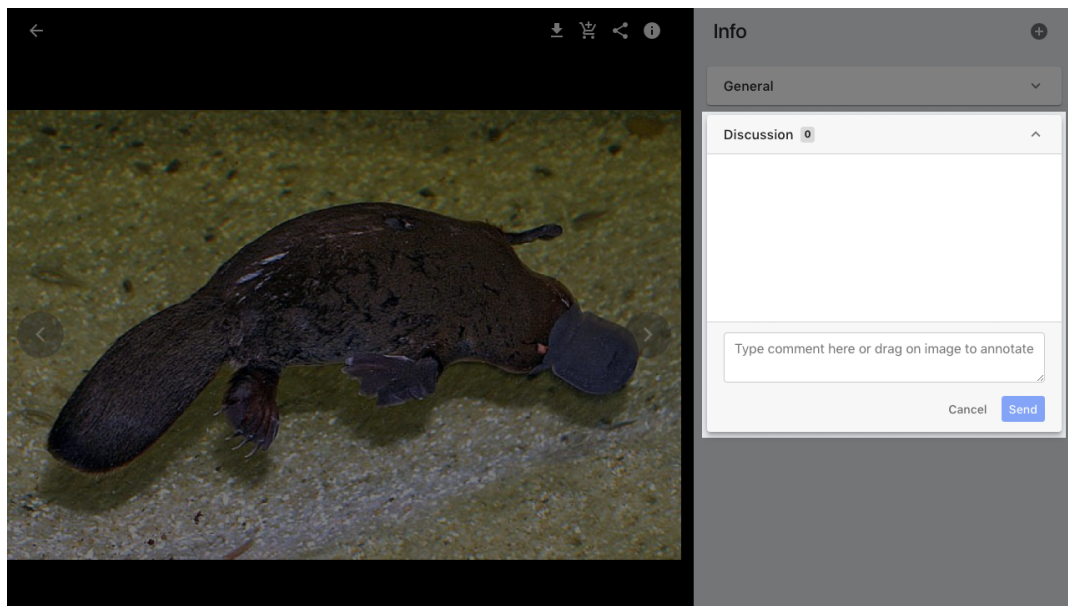 Info
General
Discussion 0
Type comment here or drag on image to annotate
Cancel Send